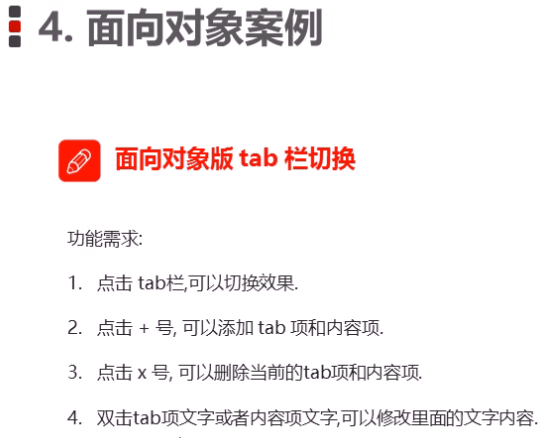 4. 面向对象案例
面向对象版 tab 栏切换
功能需求:
1. 点击 tab栏,可以切换效果.
2. 点击 + 号, 可以添加 tab 项和内容项.
3. 点击 x 号, 可以删除当前的tab项和内容项.
4. 双击tab项文字或者内容项文字,可以修改里面的文字内容.